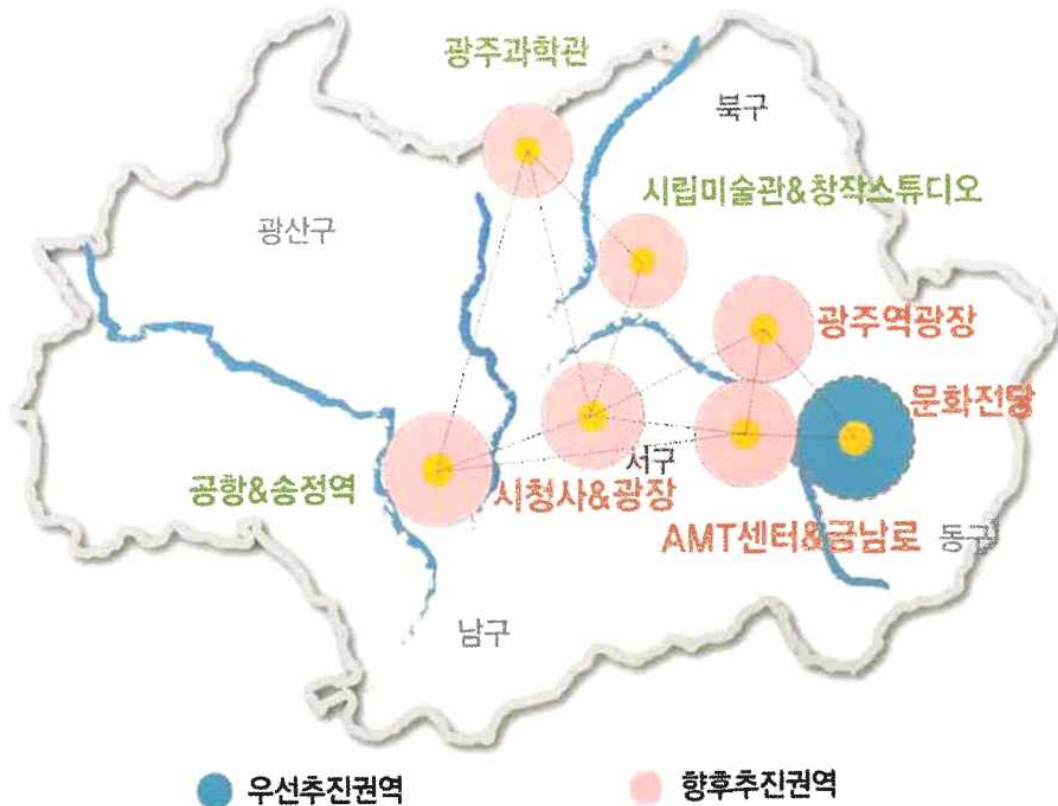 광주과학관
북구
시립미술관&창작스튜디오
광산구
광주역광장
문화전당
서구
공항&송정역
시청사&광장
AMT센터&금남로
동구
남구
우선추진권역
향후추진권역